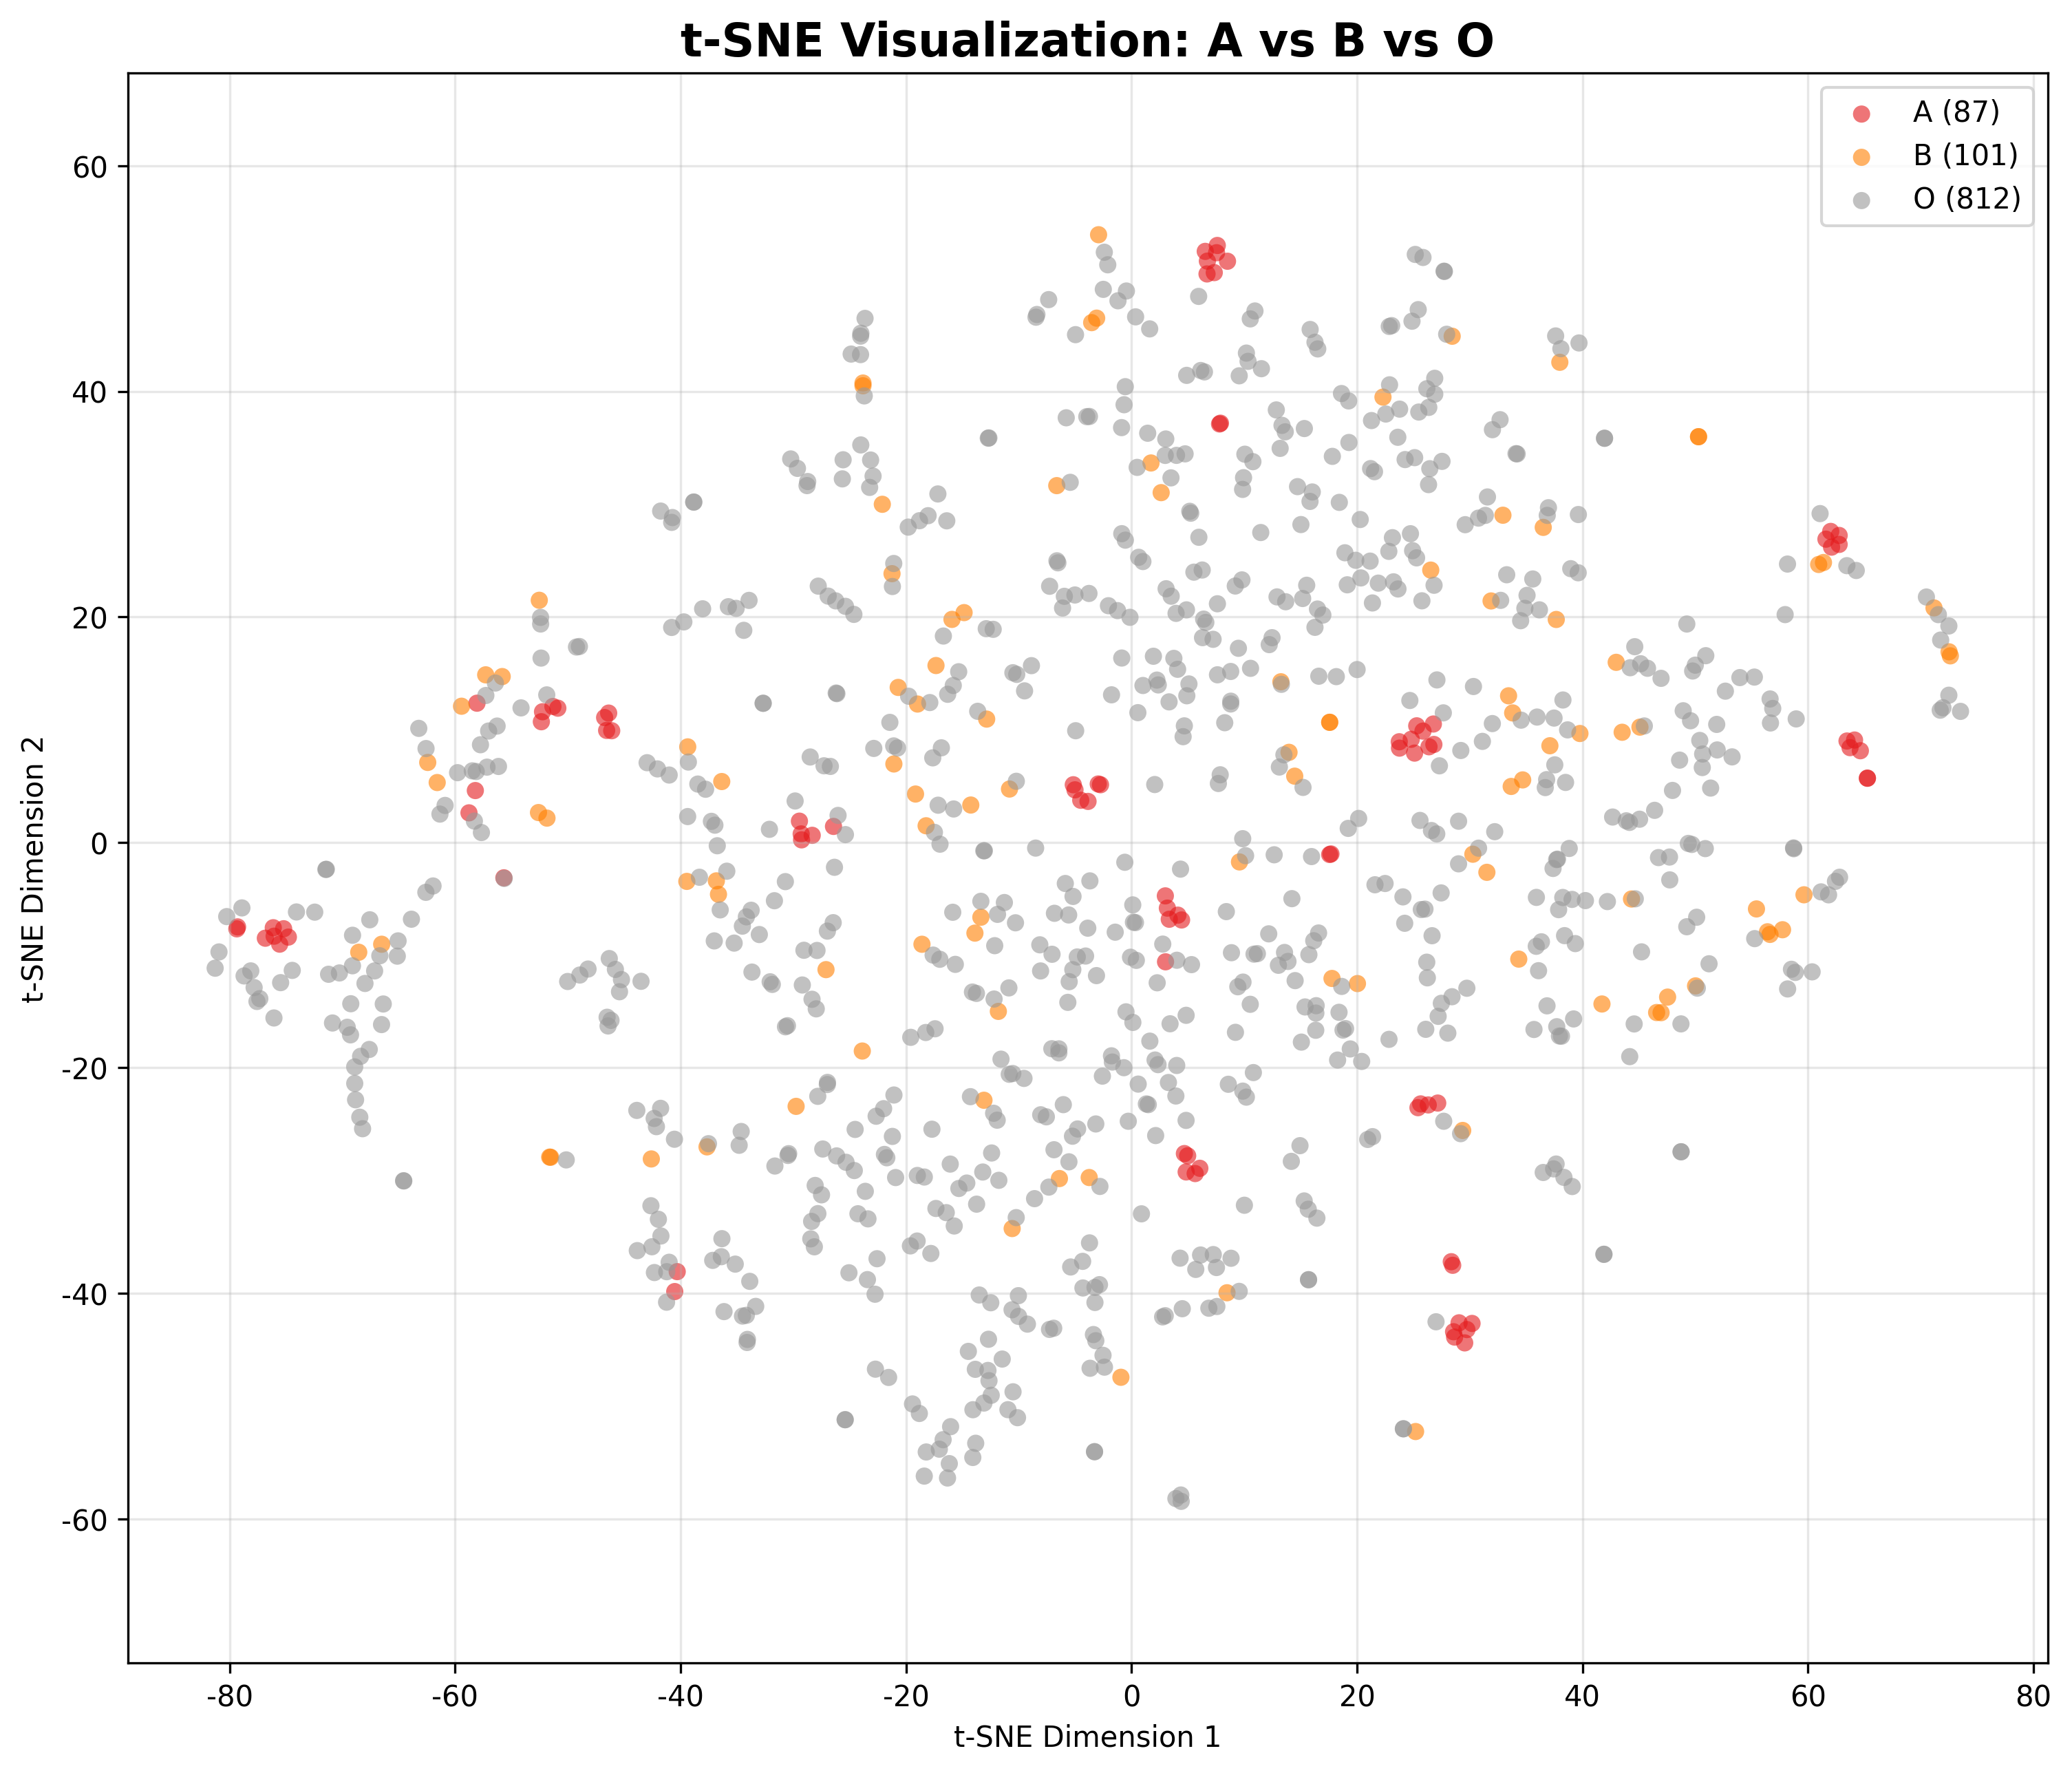 t-SNE Visualization: A vs B vs O
A (87)
B (101)
O (812)
60
40
20
0
-20
-40
-60
t-SNE Dimension 2
-80 -60 -40 -20 0 20 40 60 80
t-SNE Dimension 1